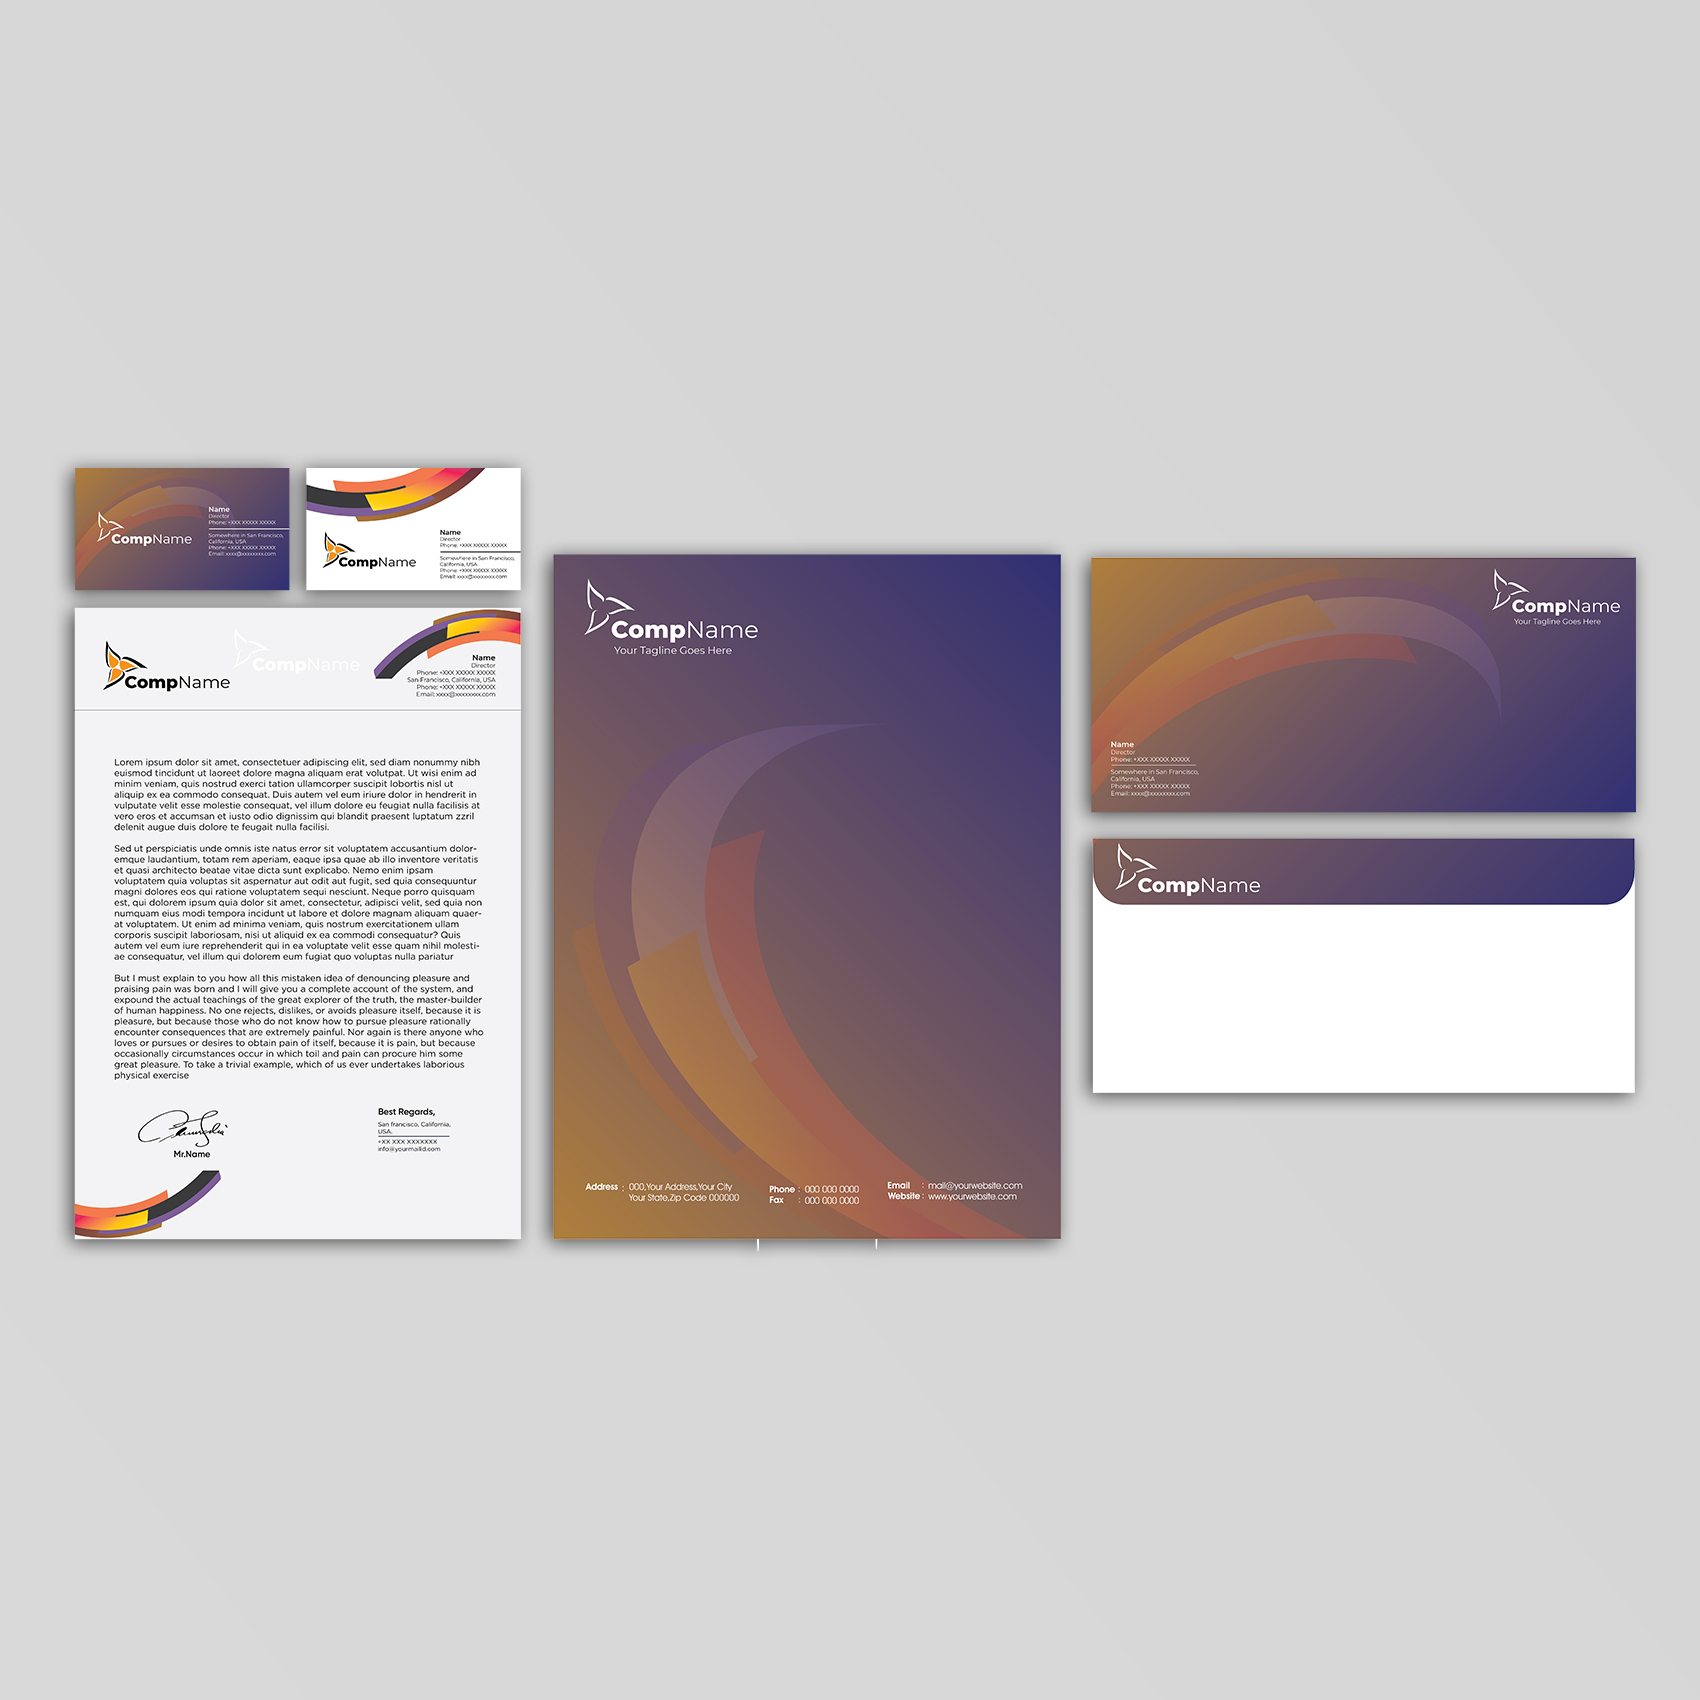 CompName
Name
Director
Phone: +XXX XXXXX XXXXX
Somewhere in San Francisco,
California, USA
Phone: +XXX XXXXX XXXXX
Email: xxxx@xxxxxxxx.com
CompName
Name
Director
Phone: +XXX XXXXX XXXXX
Somewhere in San Francisco,
California, USA
Phone: +XXX XXXXX XXXXX
Email: xxxx@xxxxxxxx.com
CompName
CompName
Name
Director
Phone: +XXX XXXXX XXXXX
San Francisco, California, USA
Phone: +XXX XXXXX XXXXX
Email: xxxx@xxxxxxxx.com
Lorem ipsum dolor sit amet, consectetuer adipiscing elit, sed diam nonummy nibh
euismod tincidunt ut laoreet dolore magna aliquam erat volutpat. Ut wisi enim ad
minim veniam, quis nostrud exerci tation ullamcorper suscipit lobortis nisl ut
aliquip ex ea commodo consequat. Duis autem vel eum iriure dolor in hendrerit in
vulputate velit esse molestie consequat, vel illum dolore eu feugiat nulla facilisis at
vero eros et accumsan et iusto odio dignissim qui blandit praesent luptatum zzril
delenit augue duis dolore te feugait nulla facilisi.
Sed ut perspiciatis unde omnis iste natus error sit voluptatem accusantium dolor-
emque laudantium, totam rem aperiam, eaque ipsa quae ab illo inventore veritatis
et quasi architecto beatae vitae dicta sunt explicabo. Nemo enim ipsam
voluptatem quia voluptas sit aspernatur aut odit aut fugit, sed quia consequuntur
magni dolores eos qui ratione voluptatem sequi nesciunt. Neque porro quisquam
est, qui dolorem ipsum quia dolor sit amet, consectetur, adipisci velit, sed quia non
numquam eius modi tempora incidunt ut labore et dolore magnam aliquam quaer-
at voluptatem. Ut enim ad minima veniam, quis nostrum exercitationem ullam
corporis suscipit laboriosam, nisi ut aliquid ex ea commodi consequatur? Quis
autem vel eum iure reprehenderit qui in ea voluptate velit esse quam nihil molesti-
ae consequatur, vel illum qui dolorem eum fugiat quo voluptas nulla pariatur
But I must explain to you how all this mistaken idea of denouncing pleasure and
praising pain was born and I will give you a complete account of the system, and
expound the actual teachings of the great explorer of the truth, the master-builder
of human happiness. No one rejects, dislikes, or avoids pleasure itself, because it is
pleasure, but because those who do not know how to pursue pleasure rationally
encounter consequences that are extremely painful. Nor again is there anyone who
loves or pursues or desires to obtain pain of itself, because it is pain, but because
occasionally circumstances occur in which toil and pain can procure him some
great pleasure. To take a trivial example, which of us ever undertakes laborious
physical exercise
Mr.Name
Best Regards,
San francisco, California,
USA.
+XX XXX XXXXXXX
info@yourmailid.com
CompName
Your Tagline Goes Here
Address : 000,Your Address,Your City
Your State,Zip Code 000000
Phone : 000 000 0000
Fax : 000 000 0000
Email : mail@yourwebsite.com
Website : www.yourwebsite.com
CompName
Your Tagline Goes Here
Name
Director
Phone: +XXX XXXXX XXXXX
Somewhere in San Francisco,
California, USA
Phone: +XXX XXXXX XXXXX
Email: xxxx@xxxxxxxx.com
CompName